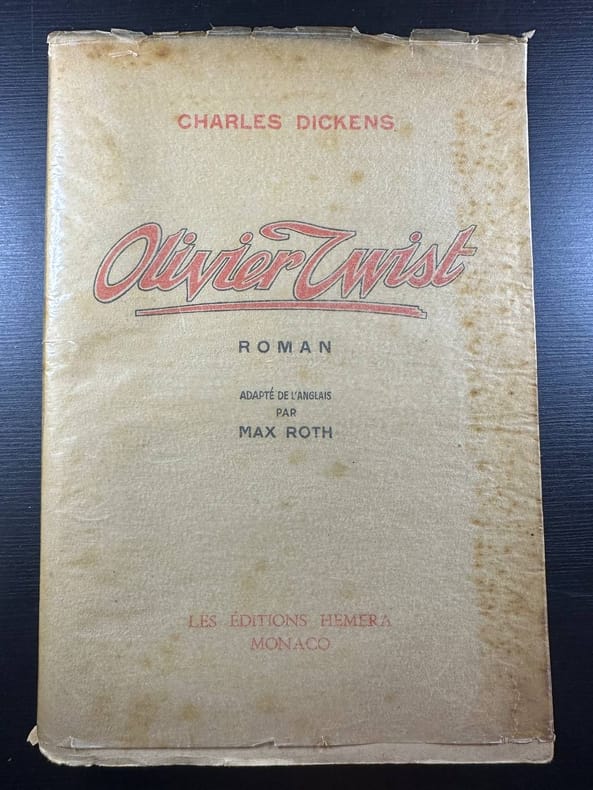 CHARLES DICKENS
Olivier Twist
ROMAN
ADAPTÉ DE L'ANGLAIS
PAR
MAX ROTH
LES ÉDITIONS HEMERA
MONACO